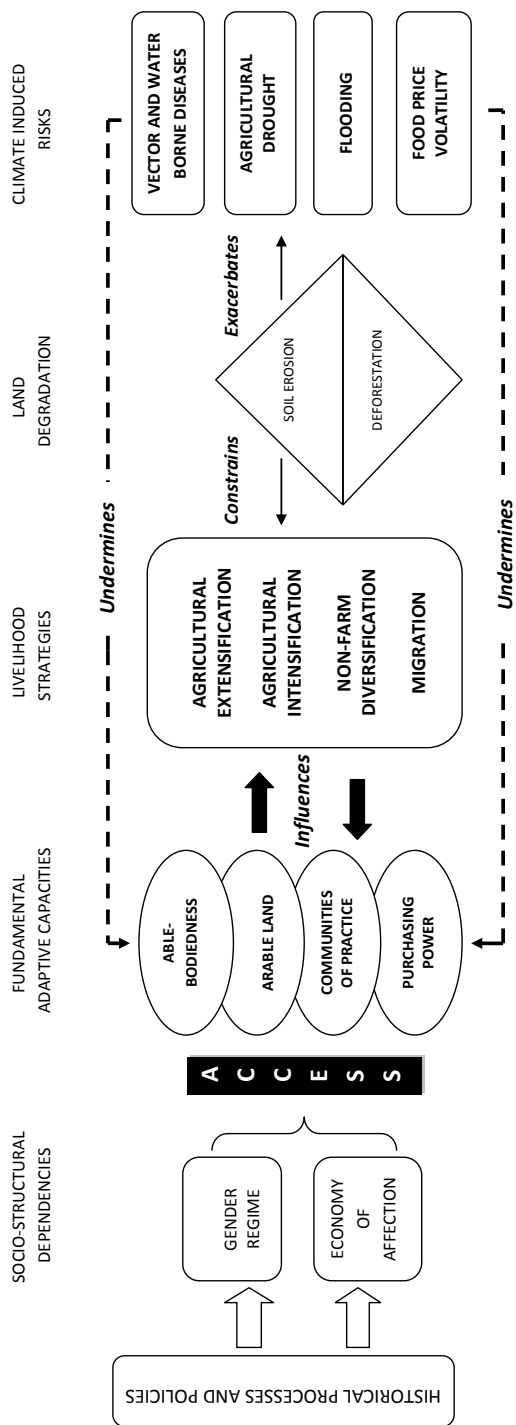 SOCIO-STRUCTURAL
DEPENDENCIES
FUNDAMENTAL
ADAPTIVE CAPACITIES
LIVELIHOOD
STRATEGIES
LAND
DEGRADATION
CLIMATE INDUCED
RISKS
HISTORICAL PROCESSES AND POLICIES
GENDER
REGIME
ECONOMY
OF
AFFECTION
A
C
C
E
S
S
ABLE-
BODIEDNESS
ARABLE LAND
COMMUNITIES
OF PRACTICE
PURCHASING
POWER
Influences
Undermines
AGRICULTURAL
EXTENSIFICATION
AGRICULTURAL
INTENSIFICATION
NON-FARM
DIVERSIFICATION
MIGRATION
Constrains
Exacerbates
SOIL EROSION
DEFORESTATION
VECTOR AND WATER
BORNE DISEASES
AGRICULTURAL
DROUGHT
FLOODING
FOOD PRICE
VOLATILITY
Undermines